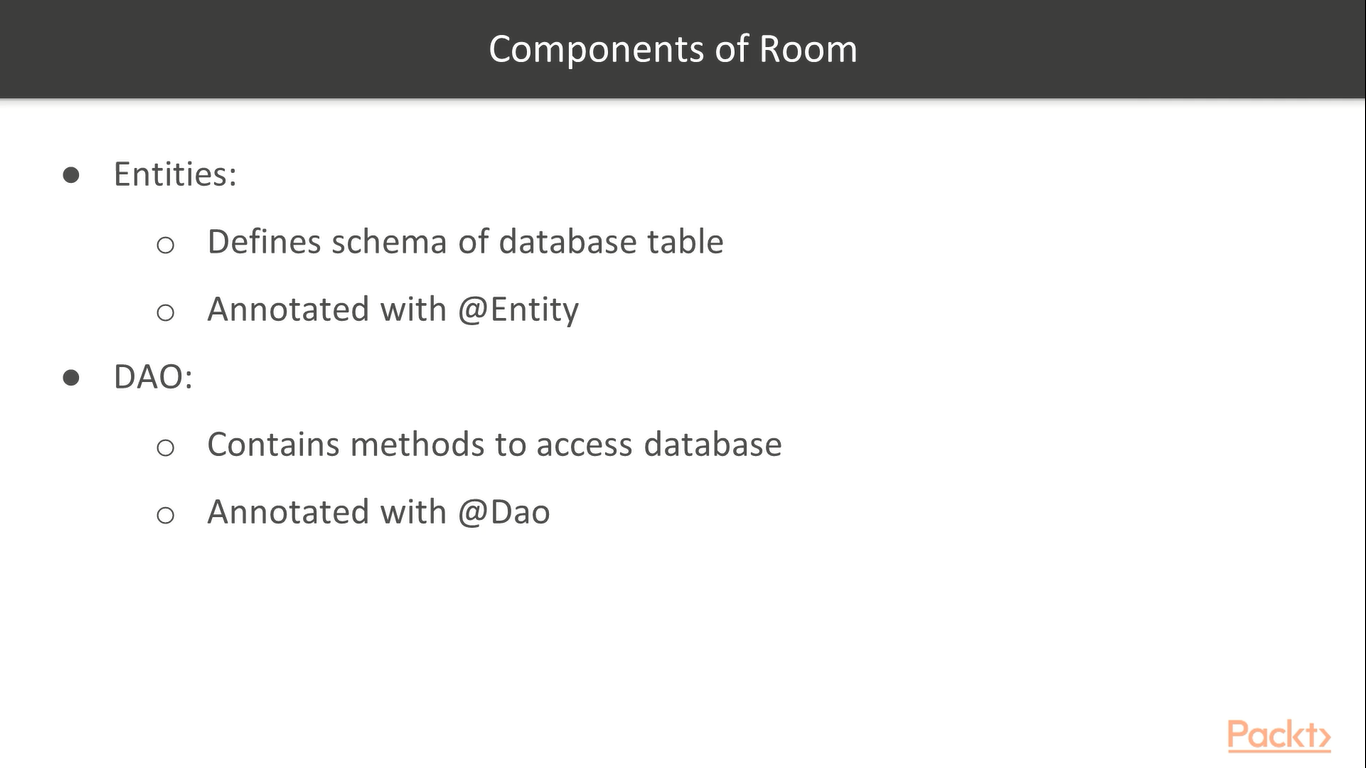 Components of Room
● Entities:
○ Defines schema of database table
○ Annotated with @Entity
● DAO:
○ Contains methods to access database
○ Annotated with @Dao
Packt>